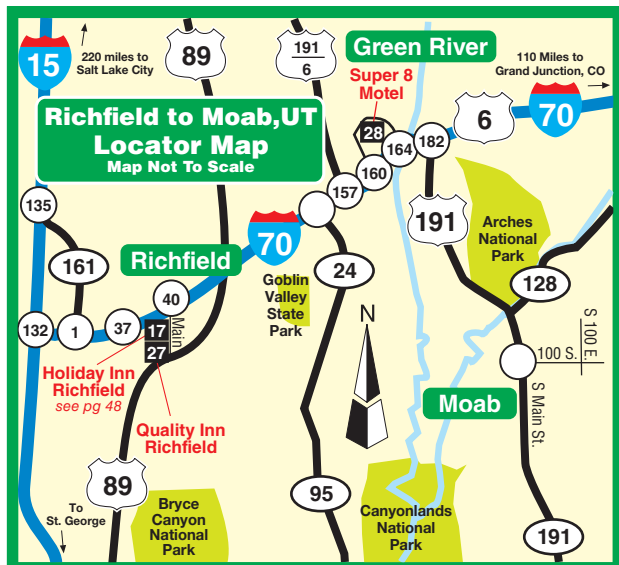 15
220 miles to
Salt Lake City
89
191
6
Green River
Super 8
Motel
28
110 Miles to
Grand Junction, CO
6
70
Richfield to Moab,UT
Locator Map
Map Not To Scale
182
164
160
157
135
161
Richfield
70
191
Arches
National
Park
24
Goblin
Valley
State
Park
128
40
Main
132
1
37
17
27
Holiday Inn
Richfield
see pg 48
Quality Inn
Richfield
N
S 100 E.
100 S.
S Main St.
Moab
89
To
St. George
Bryce
Canyon
National
Park
95
Canyonlands
National
Park
191